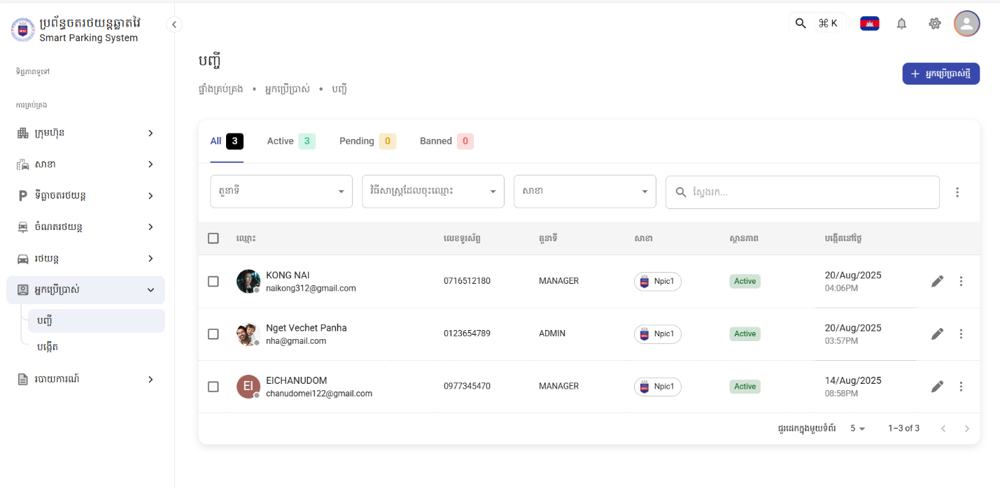 ប្រព័ន្ធចតរថយន្តឆ្លាតវៃ
Smart Parking System
⌘ K
ទិដ្ឋភាពទូទៅ
ការគ្រប់គ្រង
ក្រុមហ៊ុន
សាខា
ទីធ្លាចតរថយន្ត
ចំណតរថយន្ត
រថយន្ត
អ្នកប្រើប្រាស់
បញ្ជី
បង្កើត
របាយការណ៍
បញ្ជី
ផ្ទាំងគ្រប់គ្រង • អ្នកប្រើប្រាស់ • បញ្ជី
+ អ្នកប្រើប្រាស់ថ្មី
All 3 Active 3 Pending 0 Banned 0
តួនាទី វិធីសាស្ត្រដែលចុះឈ្មោះ សាខា ស្វែងរក...
ឈ្មោះ លេខទូរស័ព្ទ តួនាទី សាខា ស្ថានភាព បង្កើតនៅថ្ងៃ
KONG NAI 0716512180 MANAGER Npic1 Active 20/Aug/2025
naikong312@gmail.com 04:06PM
Nget Vechet Panha 0123654789 ADMIN Npic1 Active 20/Aug/2025
nha@gmail.com 03:57PM
EI EICHANUDOM 0977345470 MANAGER Npic1 Active 14/Aug/2025
chanudomei122@gmail.com 08:58PM
ជួរដេកក្នុងមួយទំព័រ 5 1–3 of 3